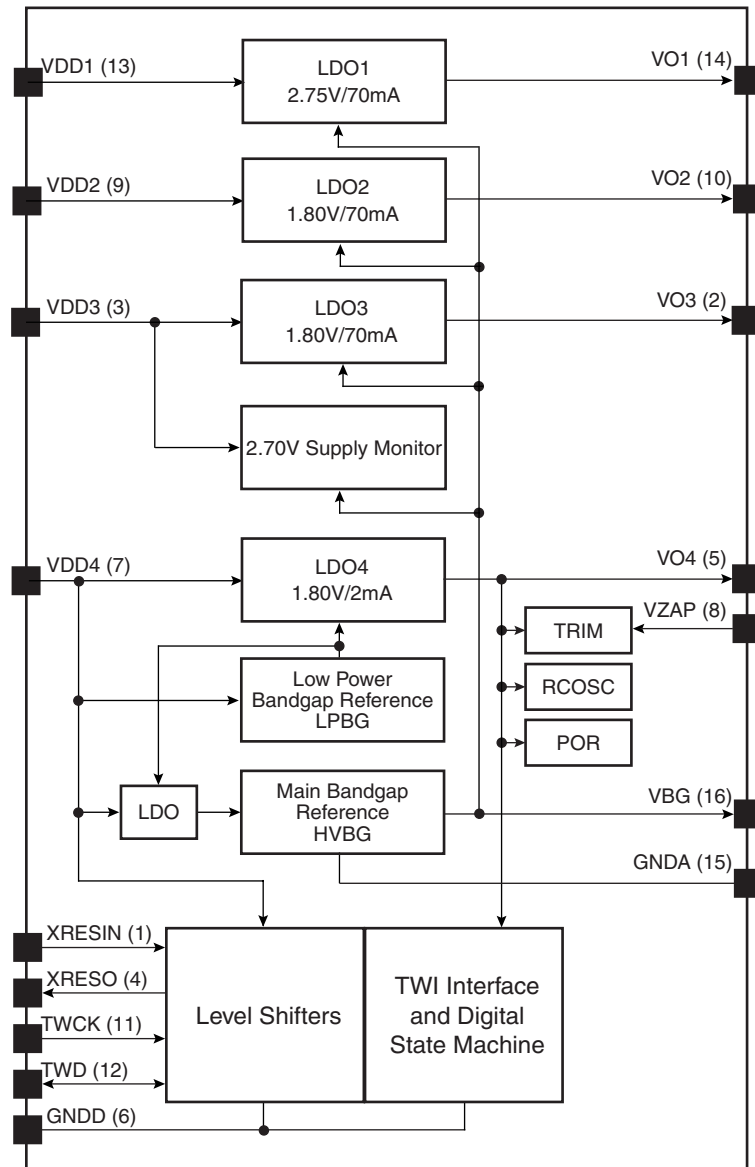 VDD1 (13)
LDO1
2.75V/70mA
VO1 (14)
VDD2 (9)
LDO2
1.80V/70mA
VO2 (10)
VDD3 (3)
LDO3
1.80V/70mA
VO3 (2)
2.70V Supply Monitor
VDD4 (7)
LDO4
1.80V/2mA
VO4 (5)
VZAP (8)
TRIM
Low Power
Bandgap Reference
LPBG
RCOSC
POR
LDO
Main Bandgap
Reference
HVBG
VBG (16)
GNDA (15)
XRESIN (1)
XRESO (4)
TWCK (11)
TWD (12)
GNDD (6)
Level Shifters
TWI Interface
and Digital
State Machine